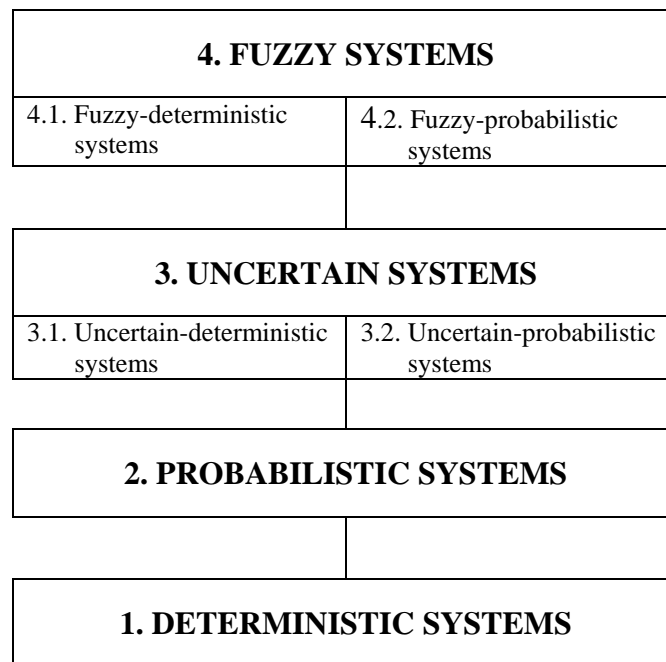 4. FUZZY SYSTEMS
4.1. Fuzzy-deterministic
systems
4.2. Fuzzy-probabilistic
systems
3. UNCERTAIN SYSTEMS
3.1. Uncertain-deterministic
systems
3.2. Uncertain-probabilistic
systems
2. PROBABILISTIC SYSTEMS
1. DETERMINISTIC SYSTEMS